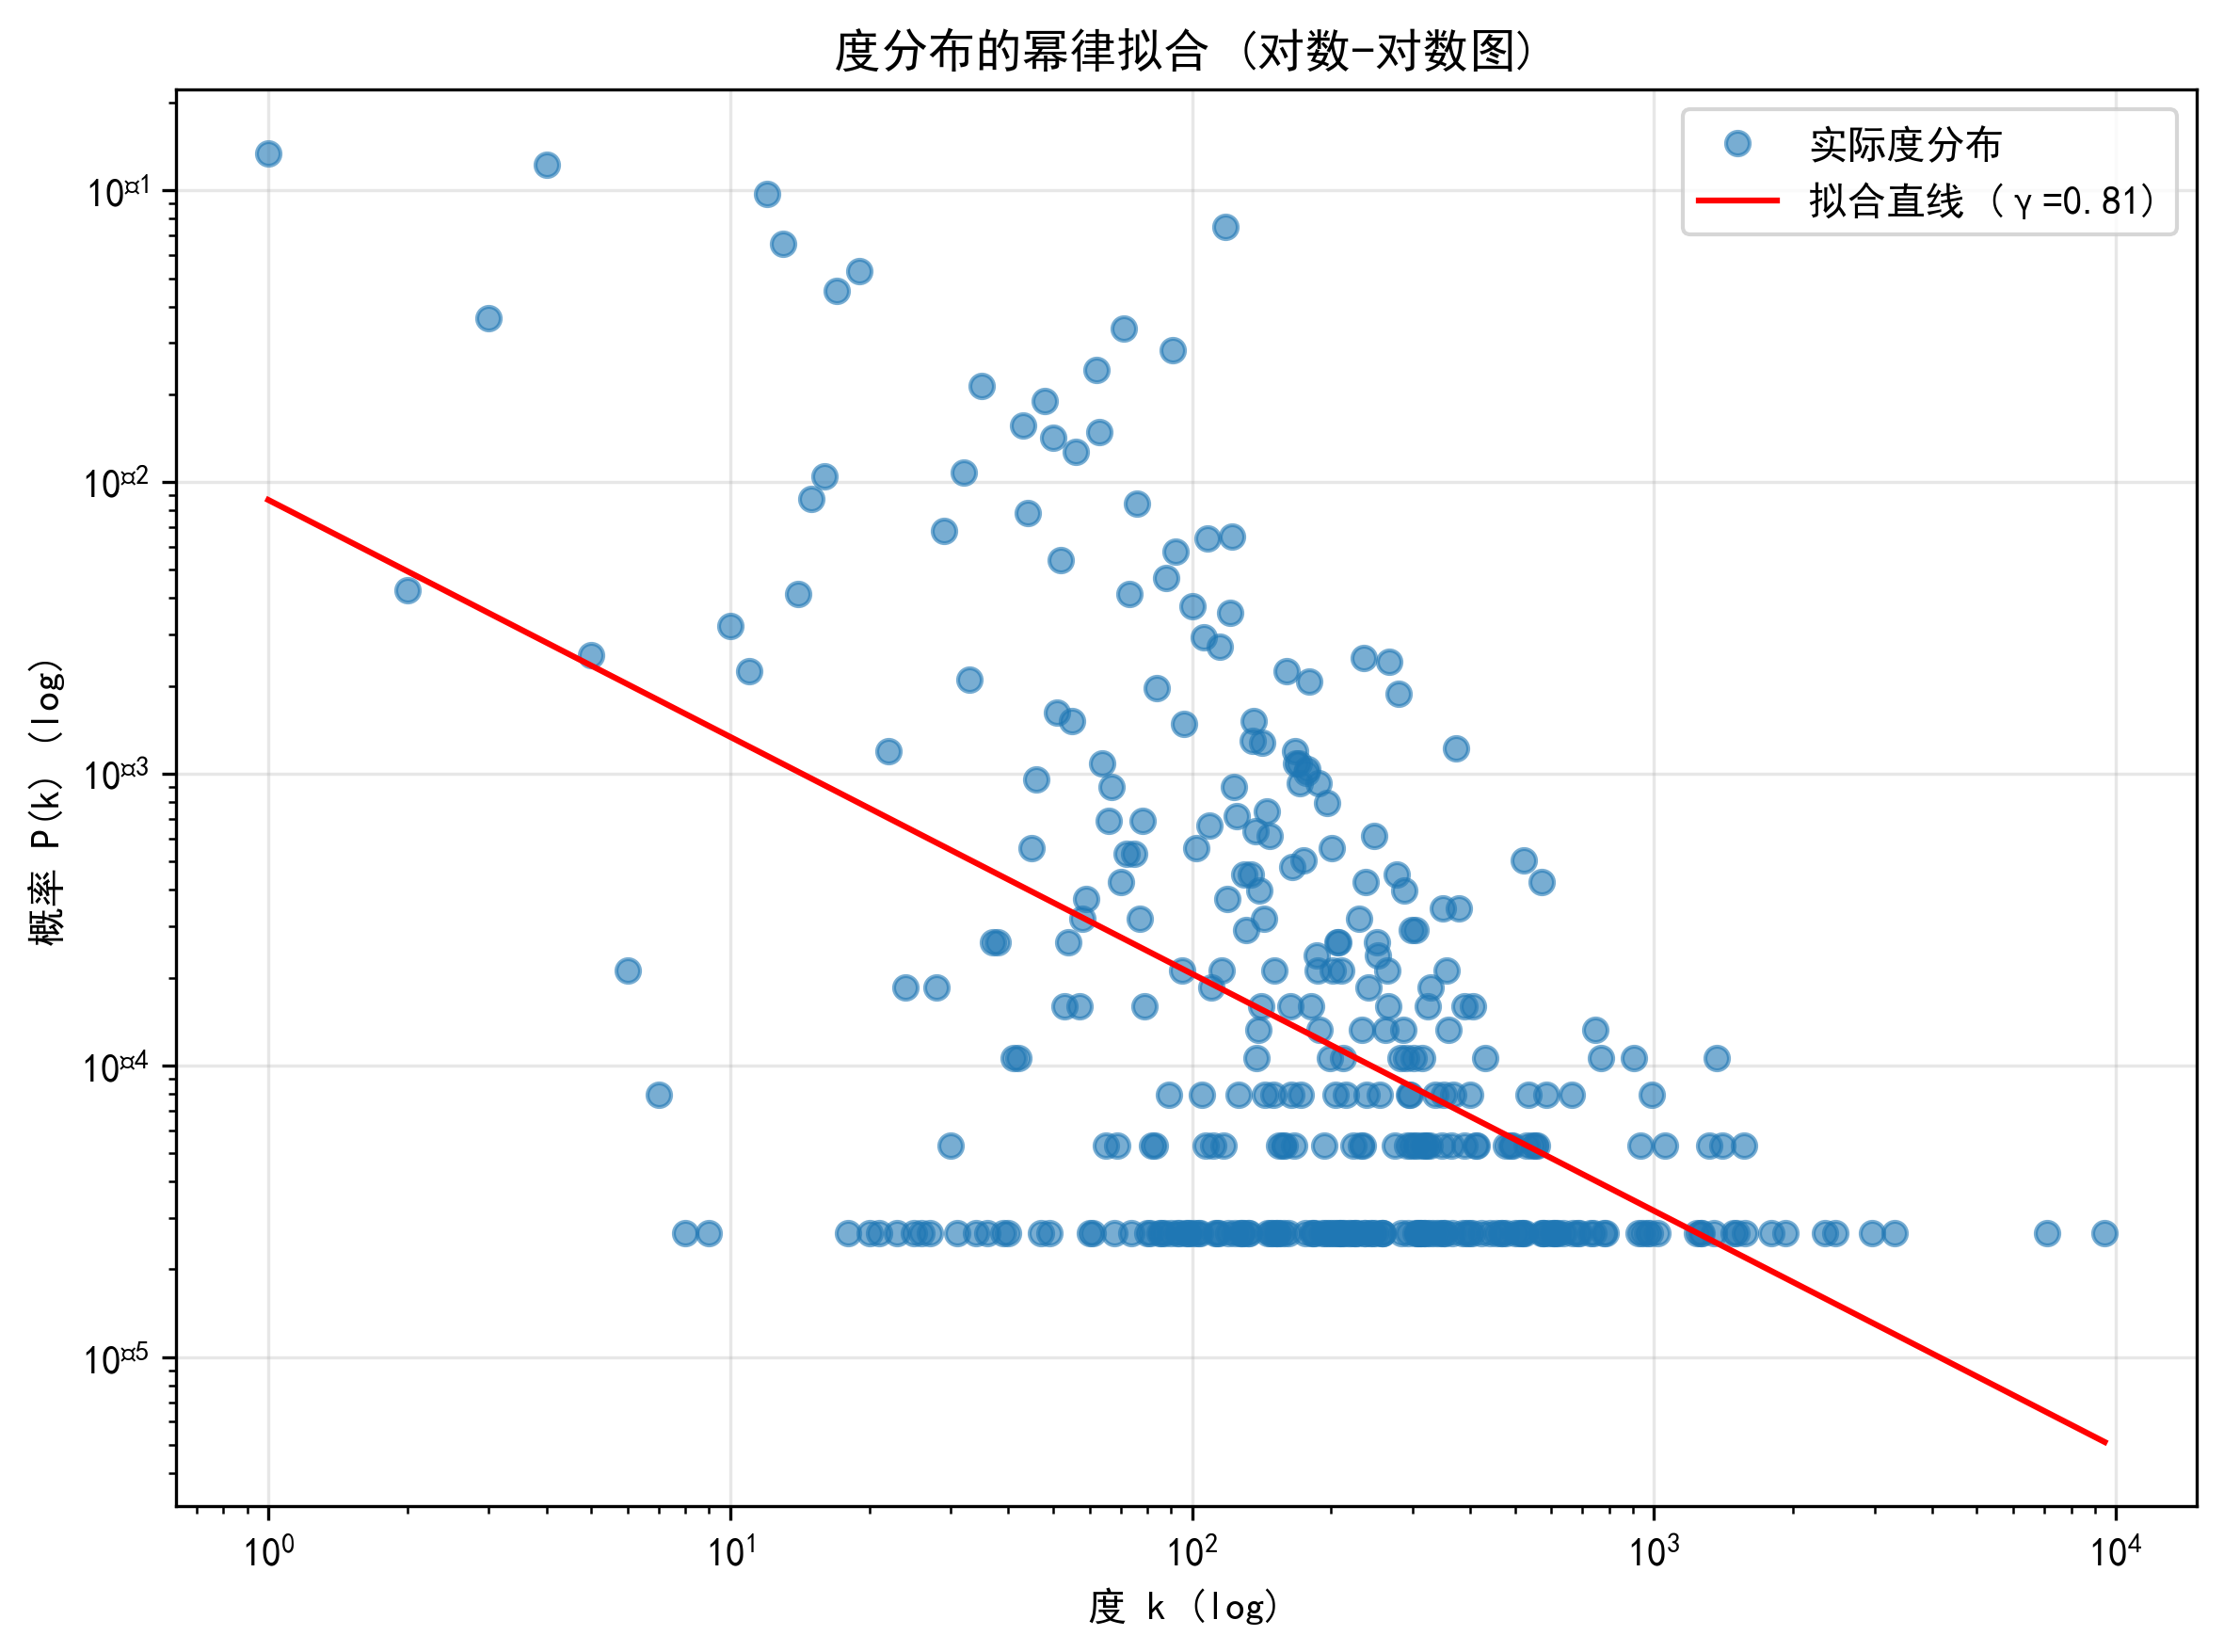 度分布的幂律拟合 (对数-对数图)
实际度分布
拟合直线 (γ=0.81)
10¤1
10¤2
10¤3
10¤4
10¤5
概率 P(k) (log)
10⁰
10¹
10²
10³
10⁴
度 k (log)